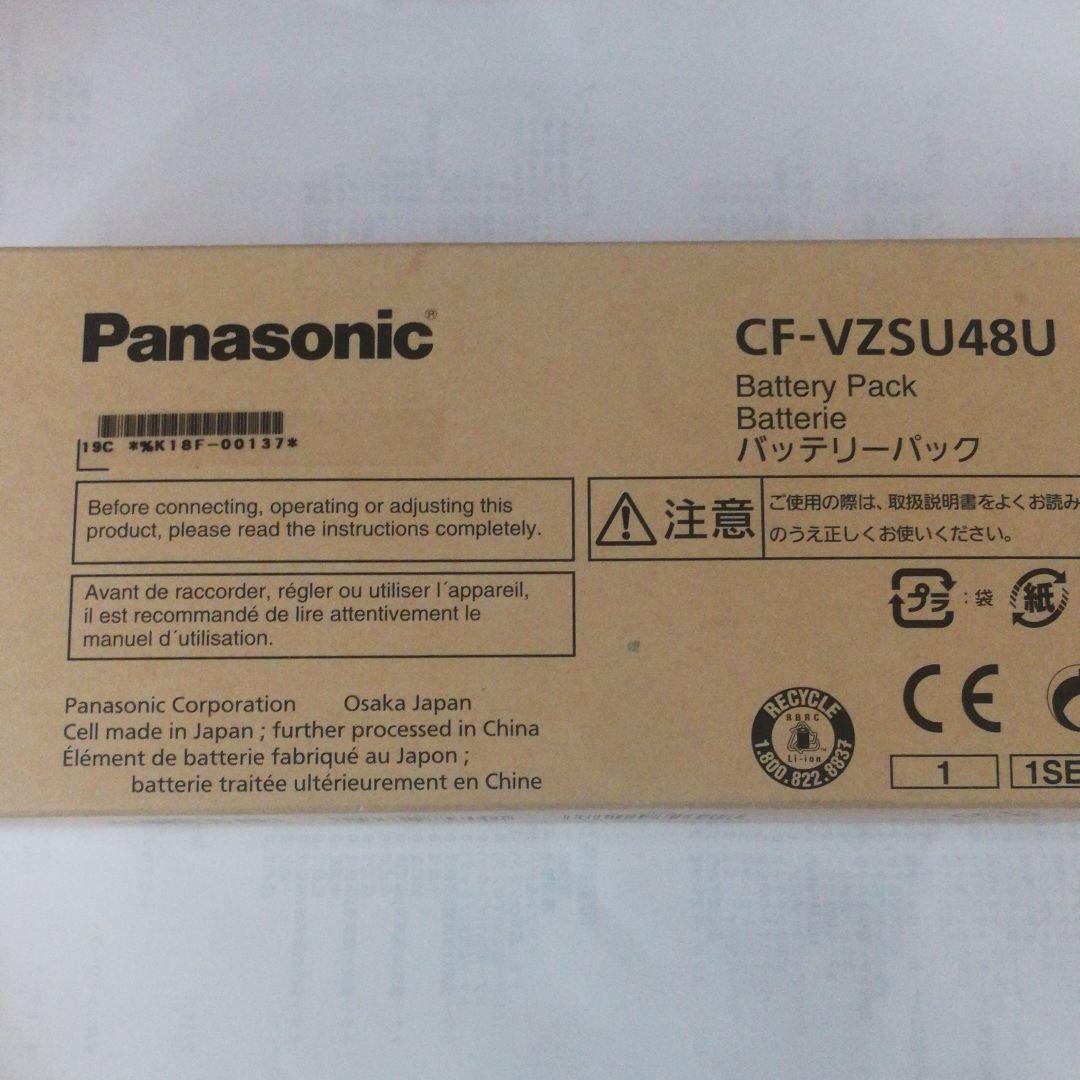 Panasonic®
CF-VZSU48U
Battery Pack
Batterie
バッテリーパック
19C *%K18F-00137*
Before connecting, operating or adjusting this
product, please read the instructions completely.
Avant de raccorder, régler ou utiliser l´appareil,
il est recommandé de lire attentivement le
manuel d´utilisation.
注意
ご使用の際は、取扱説明書をよくお読み
のうえ正しくお使いください。
プラ : 袋 紙
Panasonic Corporation Osaka Japan
Cell made in Japan ; further processed in China
Élément de batterie fabriqué au Japon ;
batterie traitée ultérieurement en Chine
RECYCLE
RBRC
Li-ion
1.800.822.8837
CE
1
1SE